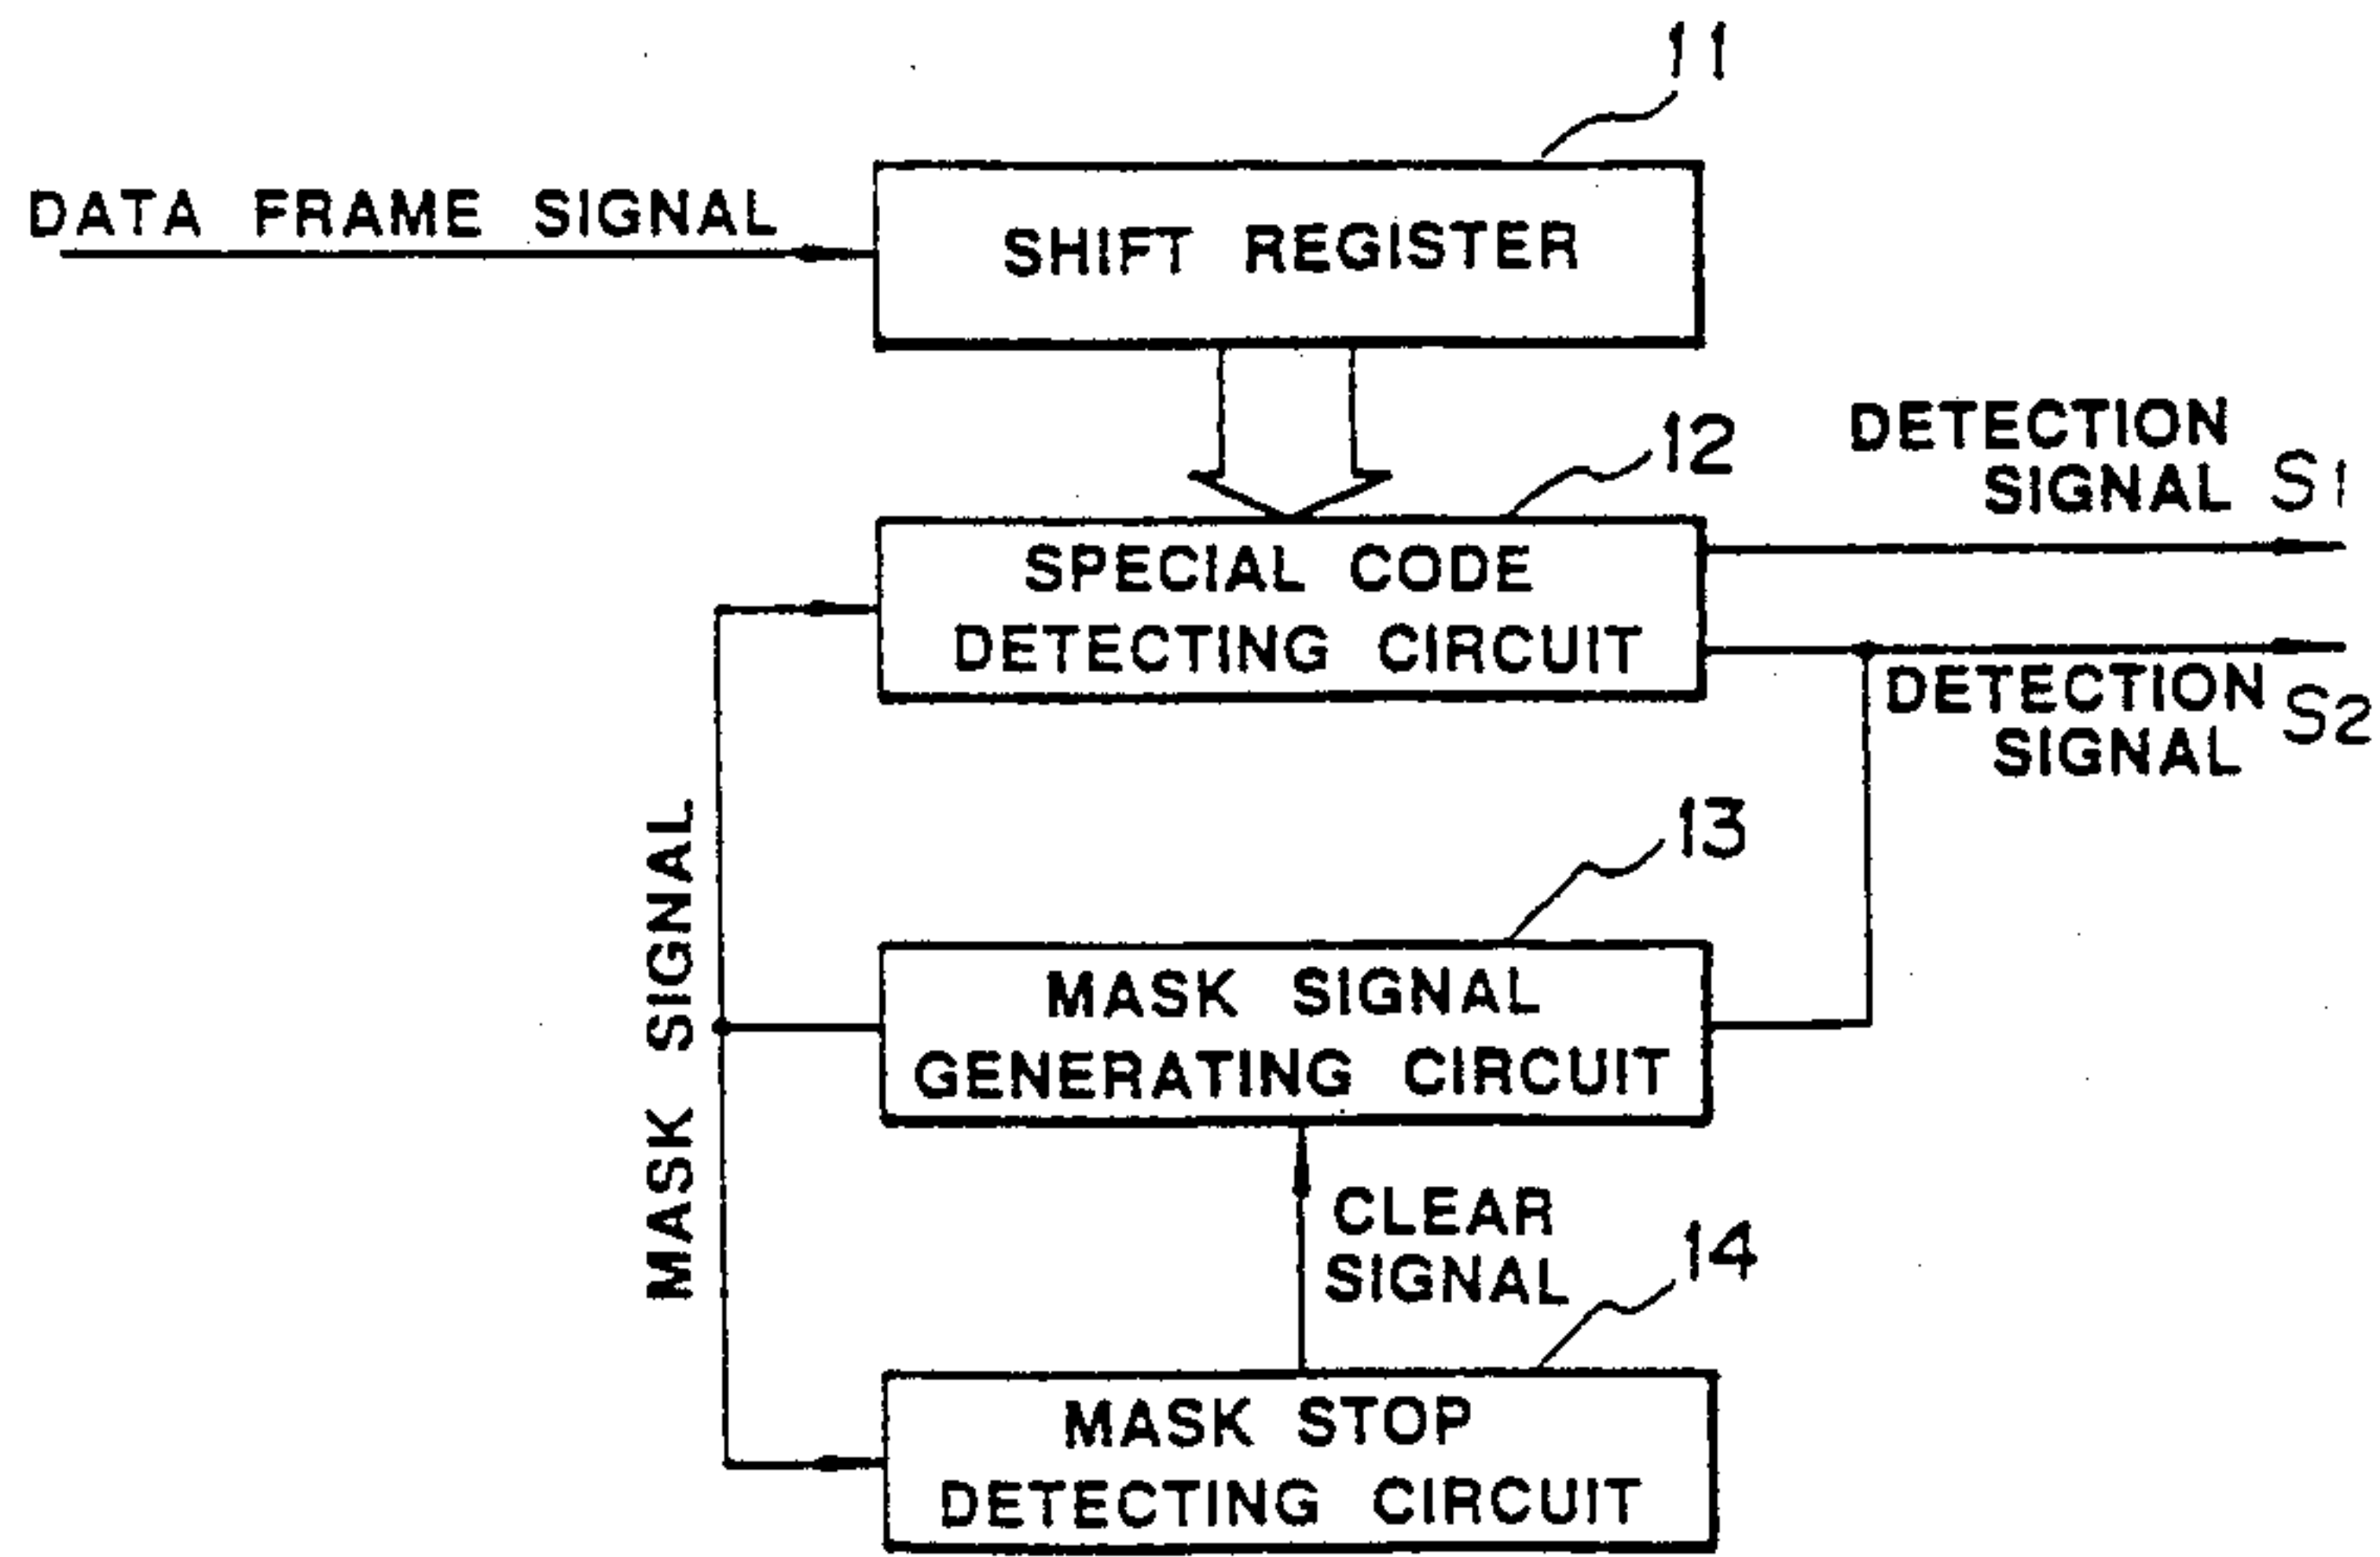 11
DATA FRAME SIGNAL
SHIFT REGISTER
12
DETECTION
SIGNAL S1
SPECIAL CODE
DETECTING CIRCUIT
DETECTION
SIGNAL S2
13
MASK SIGNAL
MASK SIGNAL
GENERATING CIRCUIT
CLEAR
SIGNAL
14
MASK STOP
DETECTING CIRCUIT